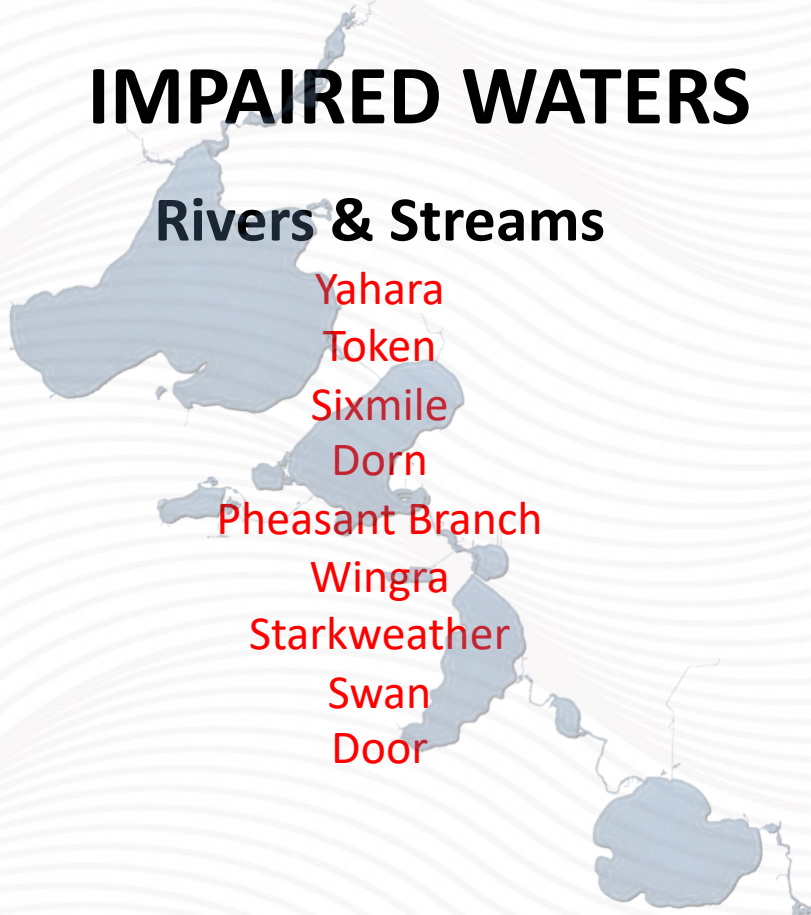 IMPAIRED WATERS
Rivers & Streams
Yahara
Token
Sixmile
Dorn
Pheasant Branch
Wingra
Starkweather
Swan
Door